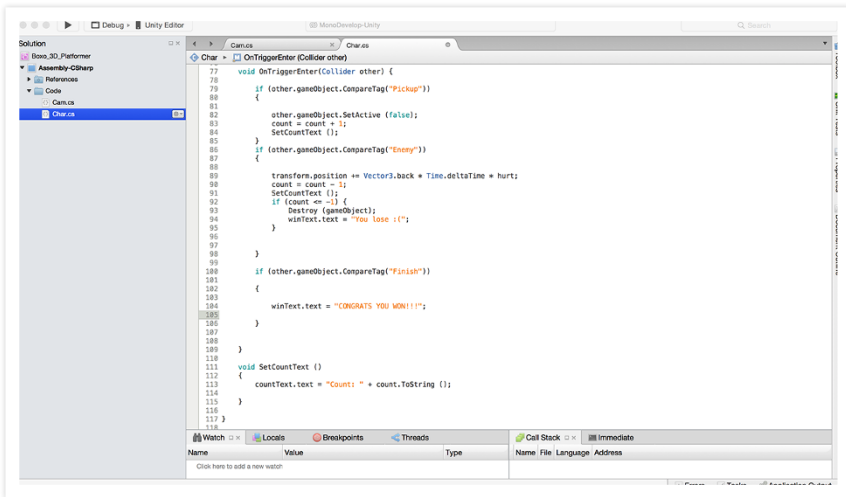 Debug
Unity Editor
MonoDevelop-Unity
Search
Solution
Boxo_3D_Platformer
Assembly-CSharp
References
Code
Cam.cs
Char.cs
Cam.cs
Char.cs
Char
OnTriggerEnter (Collider other)
77 void OnTriggerEnter(Collider other) {
78
79 if (other.gameObject.CompareTag("Pickup"))
80 {
81
82 other.gameObject.SetActive (false);
83 count = count + 1;
84 SetCountText ();
85 }
86 if (other.gameObject.CompareTag("Enemy"))
87 {
88
89 transform.position += Vector3.back * Time.deltaTime * hurt;
90 count = count - 1;
91 SetCountText ();
92 if (count <= -1) {
93 Destroy (gameObject);
94 winText.text = "You lose :(";
95 }
96
97
98 }
99
100 if (other.gameObject.CompareTag("Finish"))
101
102 {
103
104 winText.text = "CONGRATS YOU WON!!!";
105
106 }
107
108
109 }
110
111 void SetCountText ()
112 {
113 countText.text = "Count: " + count.ToString ();
114
115 }
116
117 }
118
Watch
Locals
Breakpoints
Threads
Call Stack
Immediate
Name Value Type
Name File Language Address
Click here to add a new watch
Errors
Tasks
Application Output